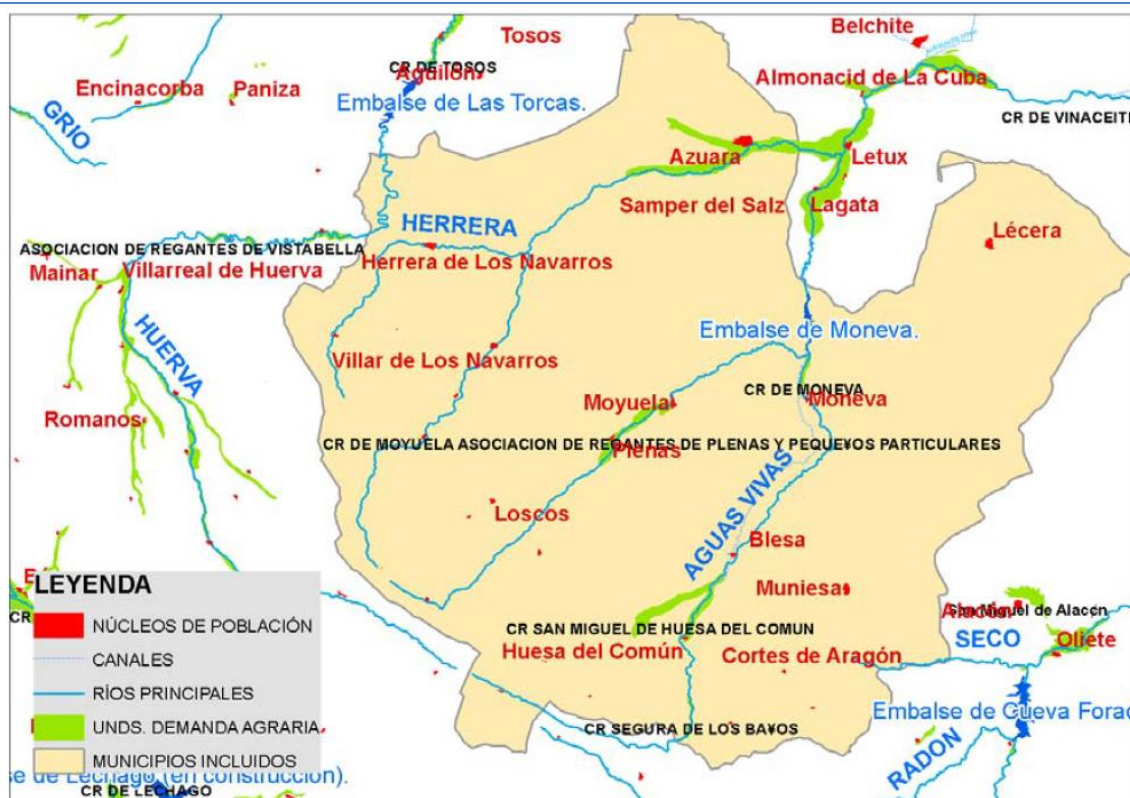 Belchite
Tosos
CR DE TOSOS
Aguilón
Encinacorba
Paniza
Almonacid de La Cuba
Embalse de Las Torcas.
GRIO
CR DE VINACEITE
Azuara
Letux
Samper del Salz
Lagata
HERRERA
Lécera
ASOCIACION DE REGANTES DE VISTABELLA
Mainar
Villarreal de Huerva
Herrera de Los Navarros
Embalse de Moneva.
HUERVA
Villar de Los Navarros
CR DE MONEVA
Moyuela
Moneva
Romanos
CR DE MOYUELA ASOCIACION DE REGANTES DE PLENAS Y PEQUE¥OS PARTICULARES
Plenas
AGUAS VIVAS
Loscos
Blesa
LEYENDA
Muniesa
San Miguel de Alacón
Alacón
CR
NÚCLEOS DE POBLACIÓN
CR SAN MIGUEL DE HUESA DEL COMUN
SECO
Oliete
Huesa del Común
Cortes de Aragón
CANALES
RÍOS PRINCIPALES
Embalse de Cueva Forad
UNDS. DEMANDA AGRARIA
CR SEGURA DE LOS BA¥OS
RADON
MUNICIPIOS INCLUIDOS
se de Lechago (en construcción).
CR DE LECHAGO